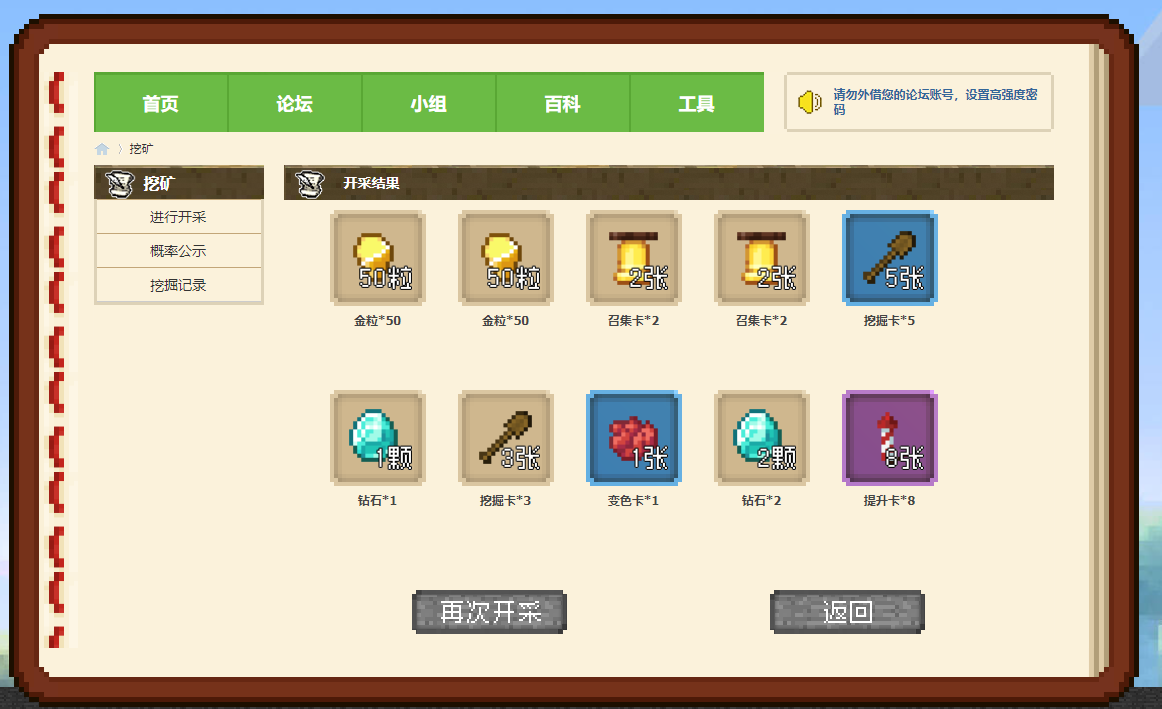 首页
论坛
小组
百科
工具
请勿外借您的论坛账号，设置高强度密
码
挖矿
挖矿
进行开采
概率公示
挖掘记录
开采结果
50粒
50粒
2张
2张
5张
金粒*50
金粒*50
召集卡*2
召集卡*2
挖掘卡*5
1颗
3张
1张
2颗
8张
钻石*1
挖掘卡*3
变色卡*1
钻石*2
提升卡*8
再次开采
返回